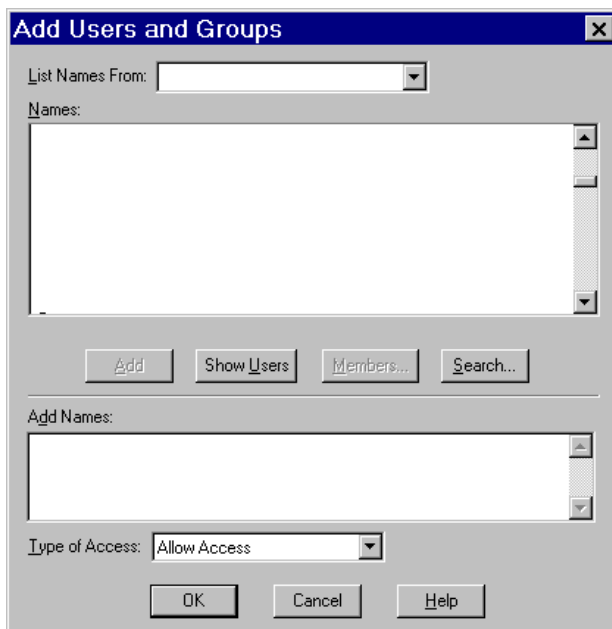 Add Users and Groups
List Names From:
Names:
Add Show Users Members... Search...
Add Names:
Type of Access: Allow Access
OK Cancel Help